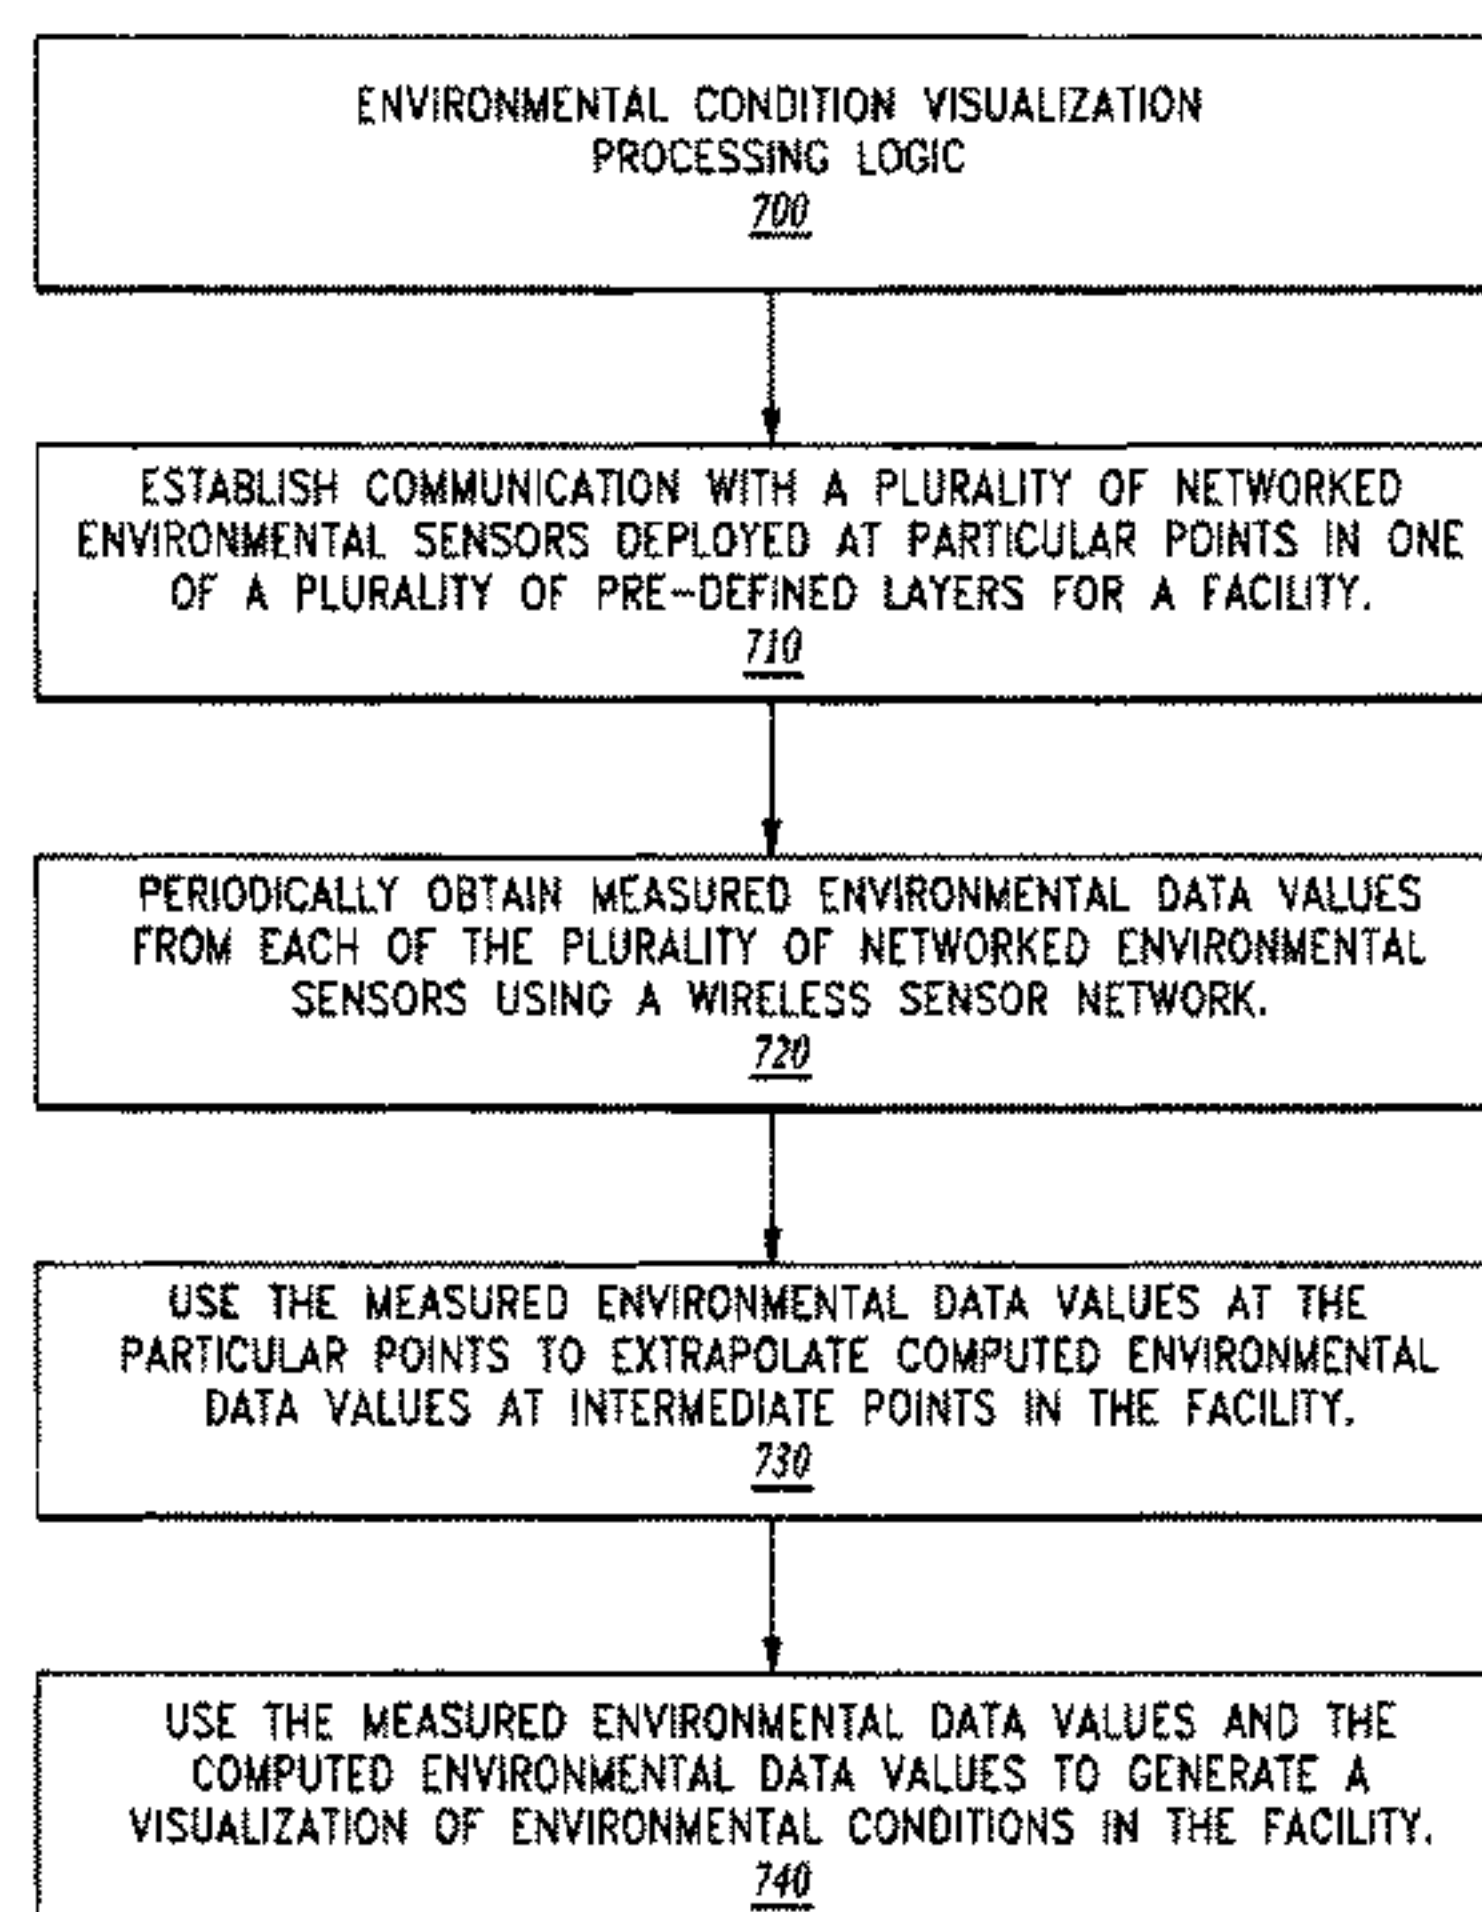 ENVIRONMENTAL CONDITION VISUALIZATION
PROCESSING LOGIC
700
ESTABLISH COMMUNICATION WITH A PLURALITY OF NETWORKED
ENVIRONMENTAL SENSORS DEPLOYED AT PARTICULAR POINTS IN ONE
OF A PLURALITY OF PRE-DEFINED LAYERS FOR A FACILITY.
710
PERIODICALLY OBTAIN MEASURED ENVIRONMENTAL DATA VALUES
FROM EACH OF THE PLURALITY OF NETWORKED ENVIRONMENTAL
SENSORS USING A WIRELESS SENSOR NETWORK.
720
USE THE MEASURED ENVIRONMENTAL DATA VALUES AT THE
PARTICULAR POINTS TO EXTRAPOLATE COMPUTED ENVIRONMENTAL
DATA VALUES AT INTERMEDIATE POINTS IN THE FACILITY.
730
USE THE MEASURED ENVIRONMENTAL DATA VALUES AND THE
COMPUTED ENVIRONMENTAL DATA VALUES TO GENERATE A
VISUALIZATION OF ENVIRONMENTAL CONDITIONS IN THE FACILITY.
740